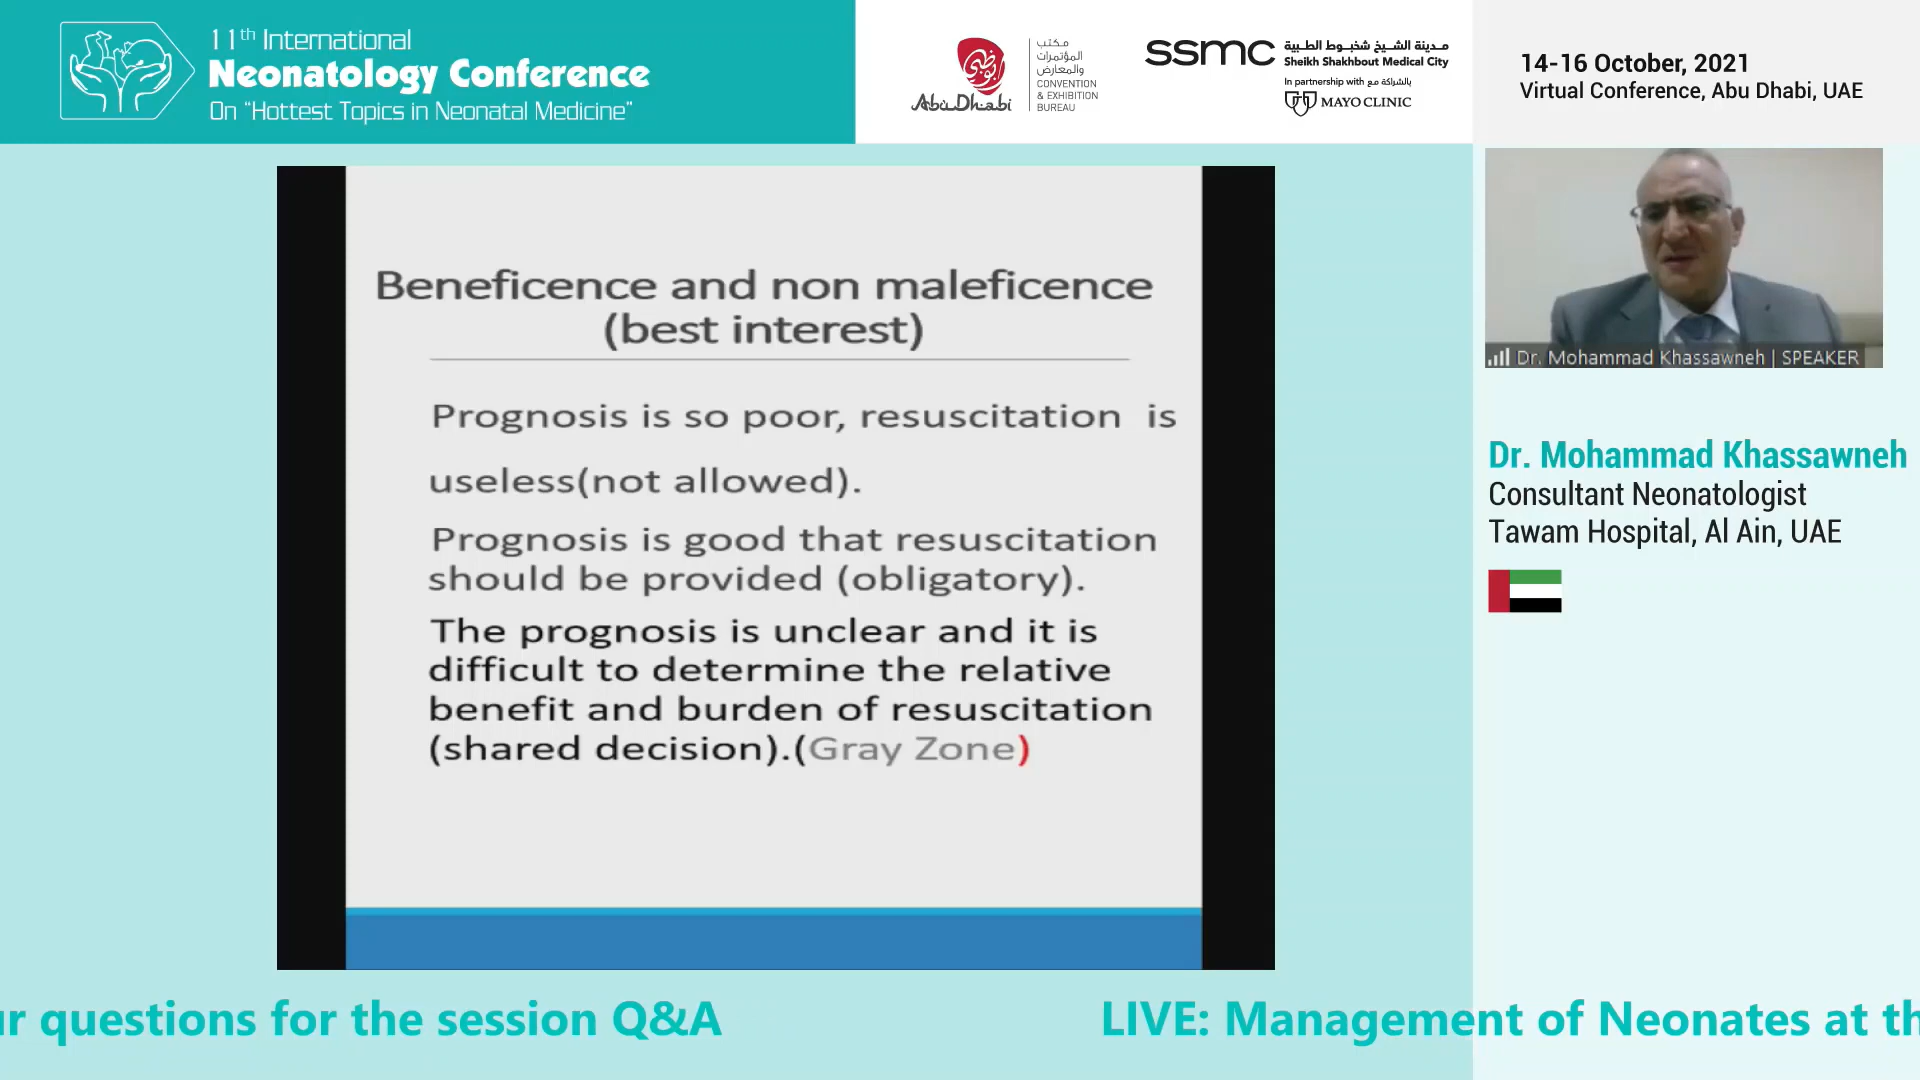 11th International
Neonatology Conference
On “Hottest Topics in Neonatal Medicine”
أبوظبي
Abu Dhabi
مكتب
المؤتمرات
والمعارض
CONVENTION
& EXHIBITION
BUREAU
ssmc
مدينة الشيخ شخبوط الطبية
Sheikh Shakhbout Medical City
In partnership with بالشراكة مع
MAYO CLINIC
14-16 October, 2021
Virtual Conference, Abu Dhabi, UAE
Beneficence and non maleficence
(best interest)
Prognosis is so poor, resuscitation is
useless(not allowed).
Prognosis is good that resuscitation
should be provided (obligatory).
The prognosis is unclear and it is
difficult to determine the relative
benefit and burden of resuscitation
(shared decision).(Gray Zone)
Dr. Mohammad Khassawneh | SPEAKER
Dr. Mohammad Khassawneh
Consultant Neonatologist
Tawam Hospital, Al Ain, UAE
ur questions for the session Q&A
LIVE: Management of Neonates at th